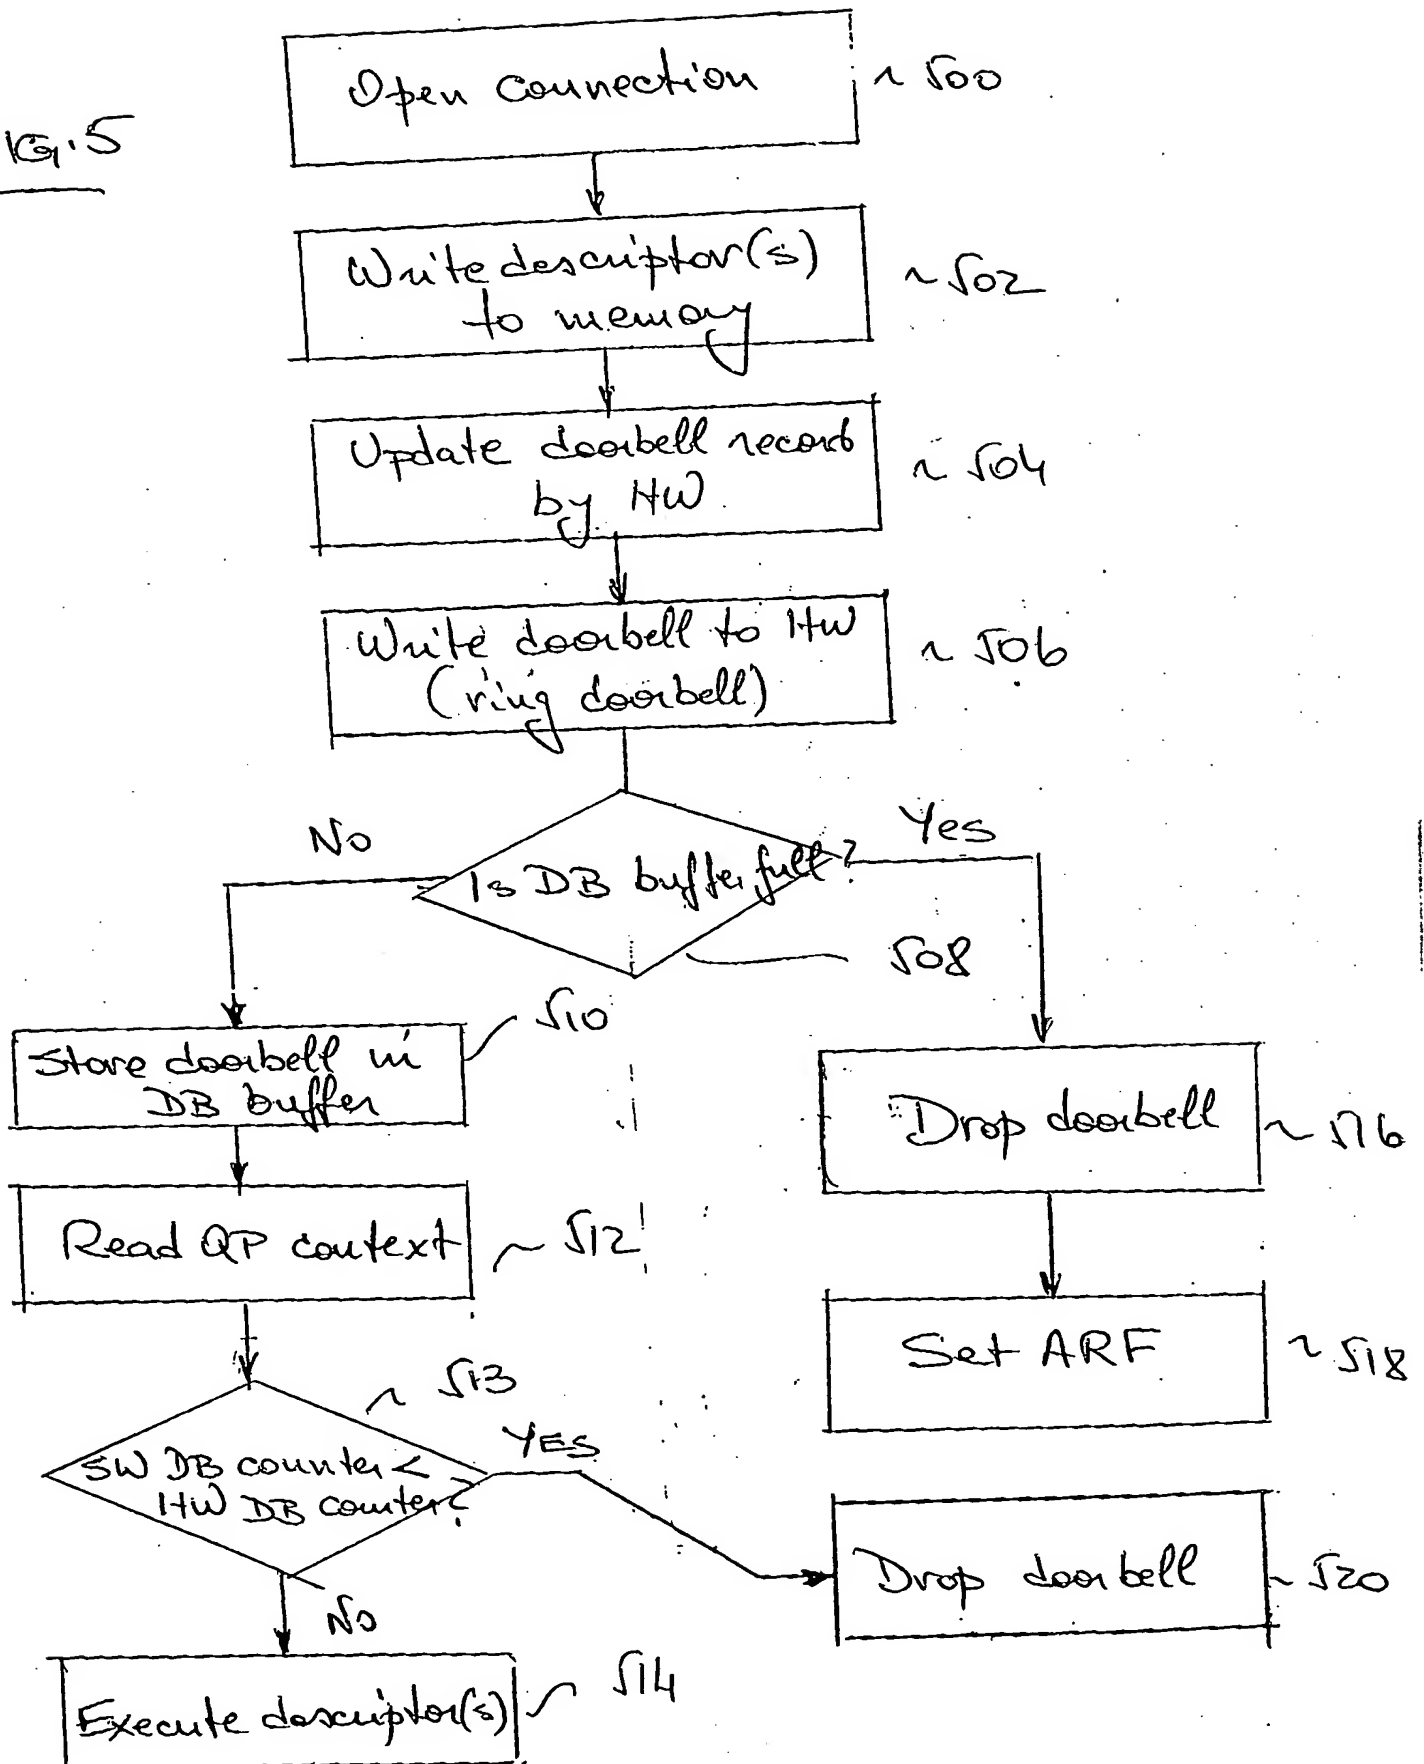 Open connection
~ 500
IG. 5
Write descriptor(s)
to memory
~ 502
Update doorbell record
by HW
~ 504
Write doorbell to HW
(ring doorbell)
~ 506
No
Yes
Is DB buffer full?
508
510
Store doorbell in
DB buffer
Drop doorbell
~ 516
Read QP context
~ 512
Set ARF
~ 518
~ 513
SW DB counter <
HW DB counter?
YES
Drop doorbell
~ 520
No
Execute descriptor(s)
~ 514